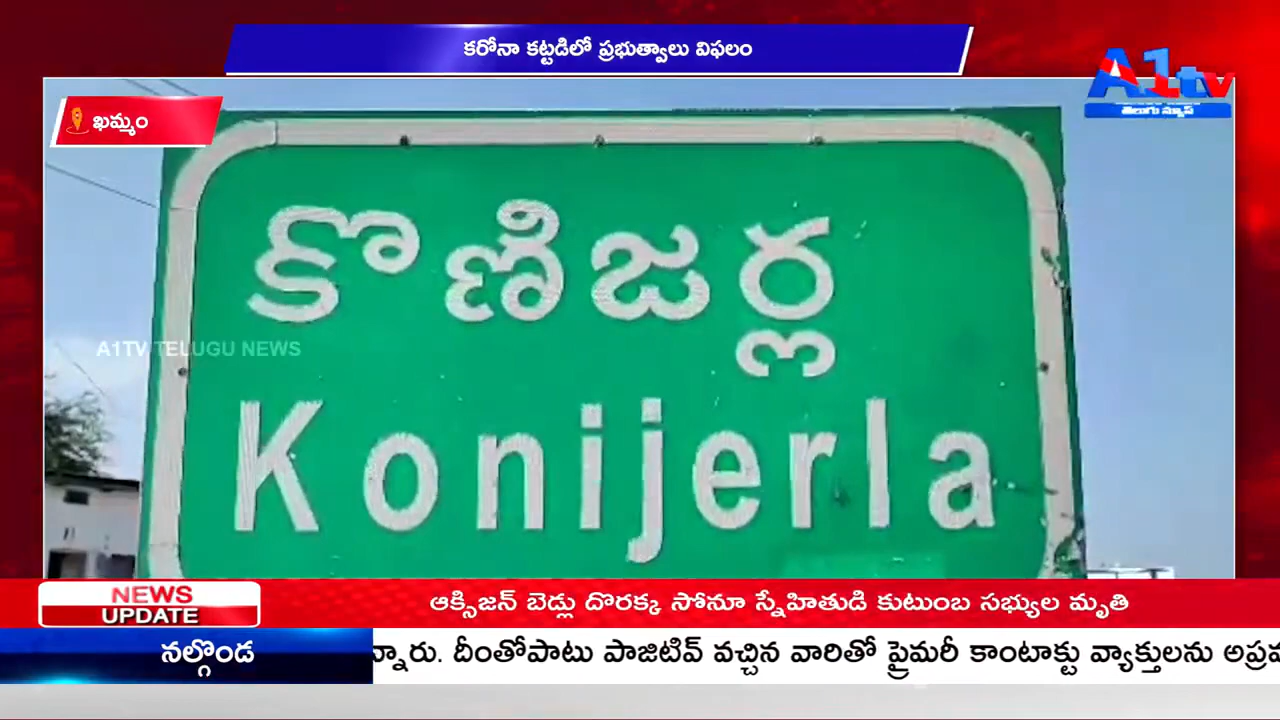 కరోనా కట్టడిలో ప్రభుత్వాలు విఫలం
A1tv
తెలుగు న్యూస్
ఖమ్మం
కొణిజర్ల
A1TV TELUGU NEWS
Konijerla
NEWS
UPDATE
ఆక్సిజన్ బెడ్లు దొరక్క సోనూ స్నేహితుడి కుటుంబ సభ్యుల మృతి
నల్గొండ
న్నారు. దీంతోపాటు పాజిటివ్ వచ్చిన వారితో ప్రైమరీ కాంటాక్టు వ్యాక్తులను అప్రమ